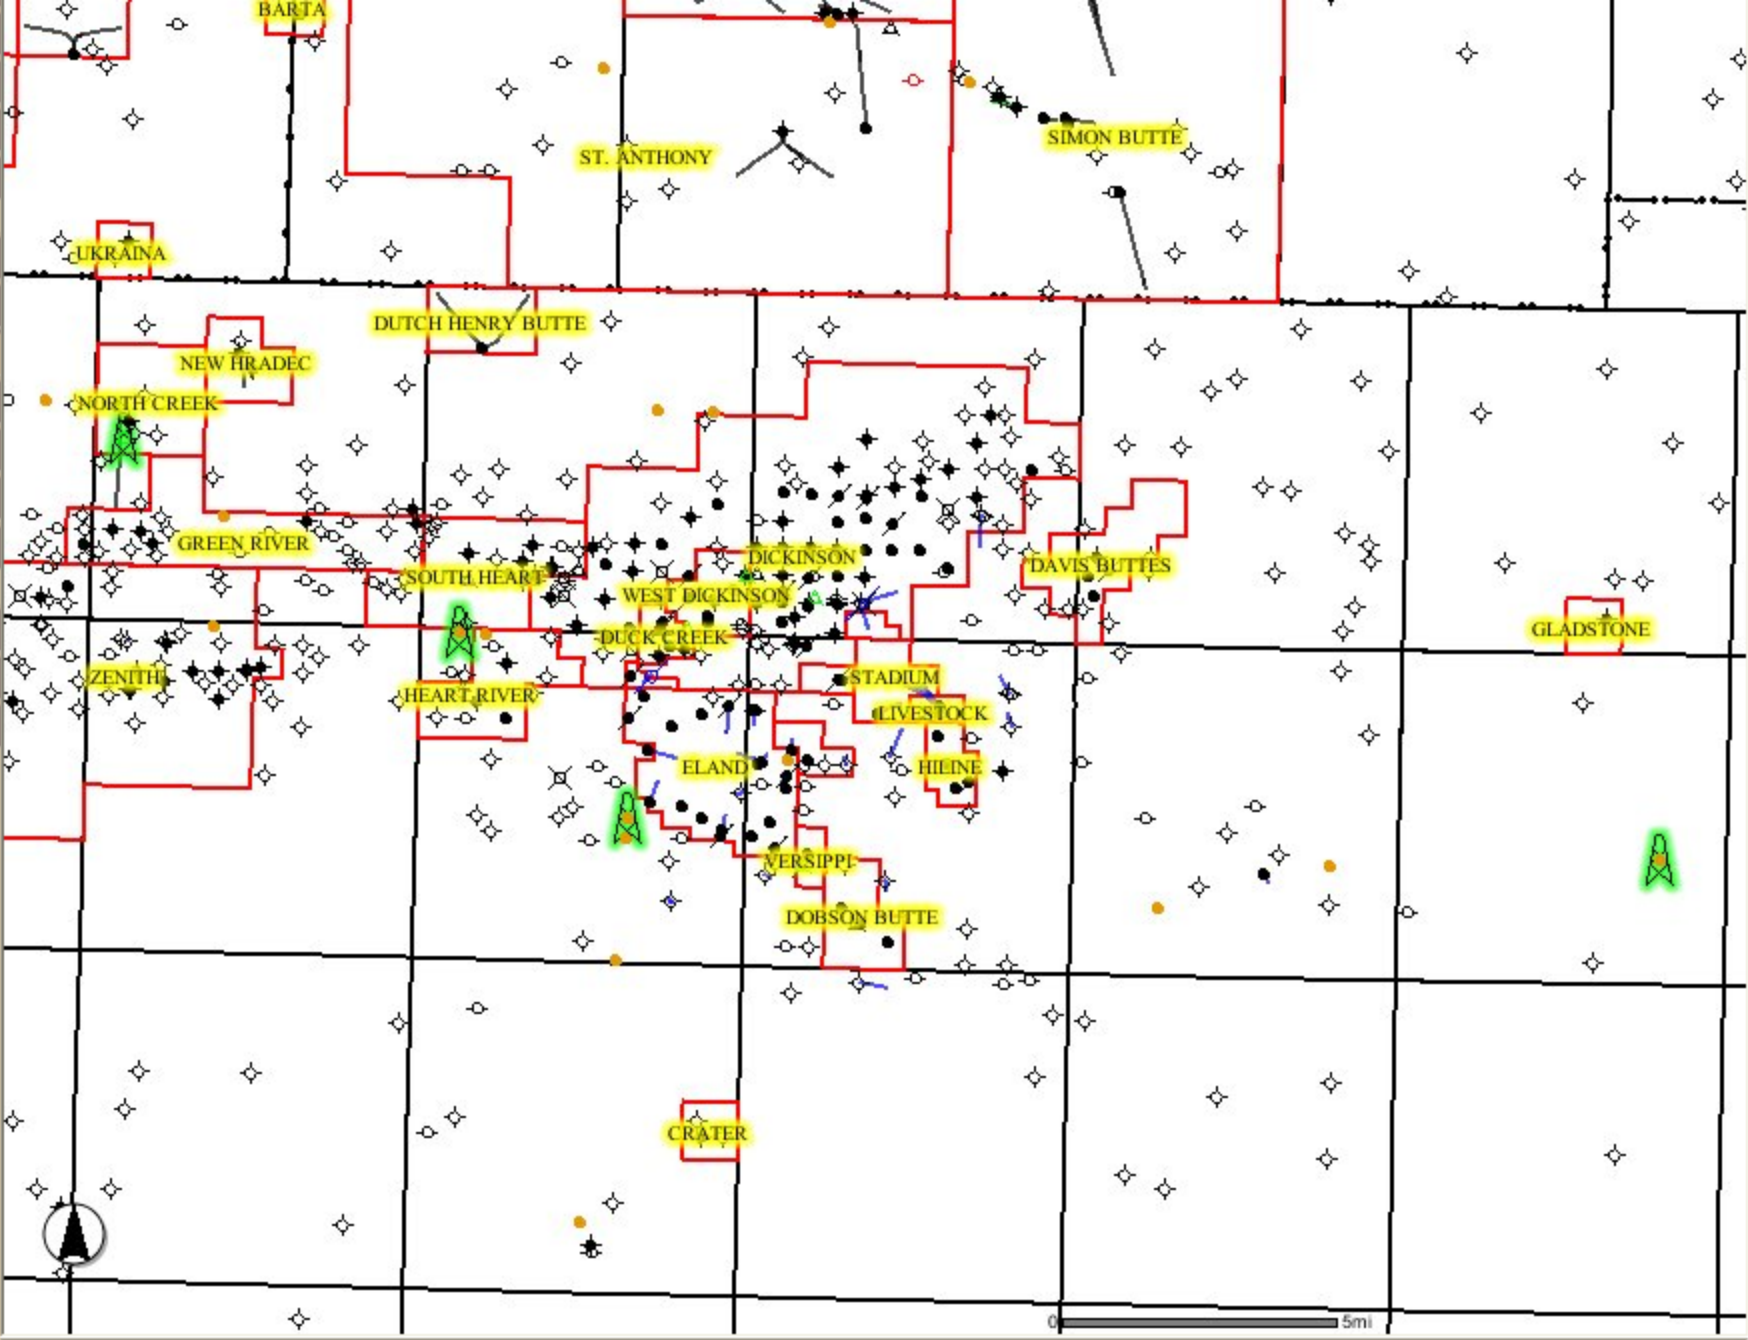 BARTA
ST. ANTHONY
SIMON BUTTE
UKRAINA
DUTCH HENRY BUTTE
NEW HRADEC
NORTH CREEK
GREEN RIVER
DICKINSON
DAVIS BUTTES
SOUTH HEART
WEST DICKINSON
GLADSTONE
DUCK CREEK
ZENITH
STADIUM
HEART RIVER
LIVESTOCK
ELAND
HILINE
VERSIPPI
DOBSON BUTTE
CRATER
0 5mi